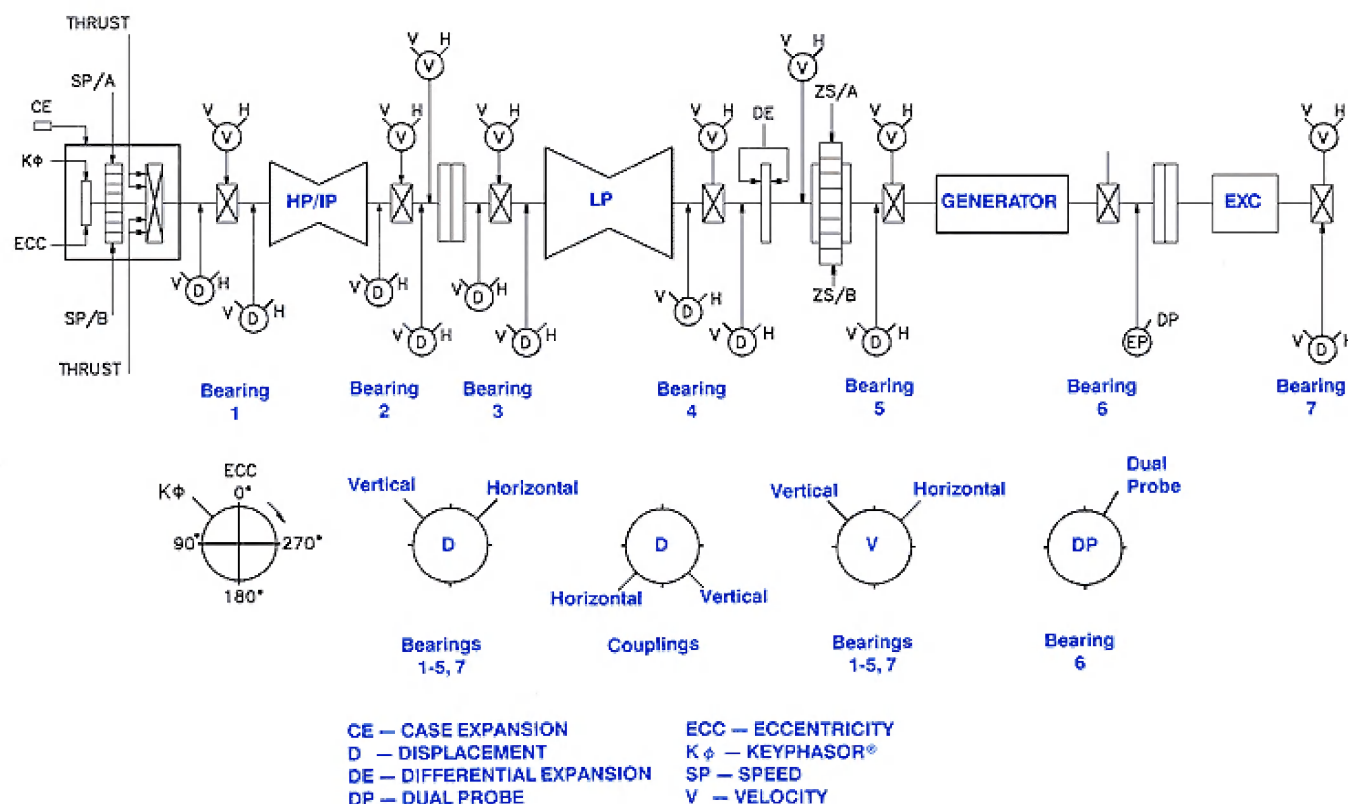 THRUST
SP/A
CE
Kφ
ECC
SP/B
THRUST
V H
V
V H
V
V H
V
V H
V
V H
V
V H
V
V H
V
V H
V
DE
ZS/A
ZS/B
HP/IP
LP
GENERATOR
EXC
V H
D
V H
D
V H
D
V H
D
V H
D
V H
D
V H
D
V H
D
V H
D
DP
EP
V H
D
Bearing
1
Bearing
2
Bearing
3
Bearing
4
Bearing
5
Bearing
6
Bearing
7
ECC
Kφ
0°
90°
270°
180°
Vertical
Horizontal
D
Bearings
1-5, 7
D
Horizontal
Vertical
Couplings
Vertical
Horizontal
V
Bearings
1-5, 7
Dual
Probe
DP
Bearing
6
CE — CASE EXPANSION
D — DISPLACEMENT
DE — DIFFERENTIAL EXPANSION
DP — DUAL PROBE
ECC — ECCENTRICITY
K φ — KEYPHASOR®
SP — SPEED
V — VELOCITY